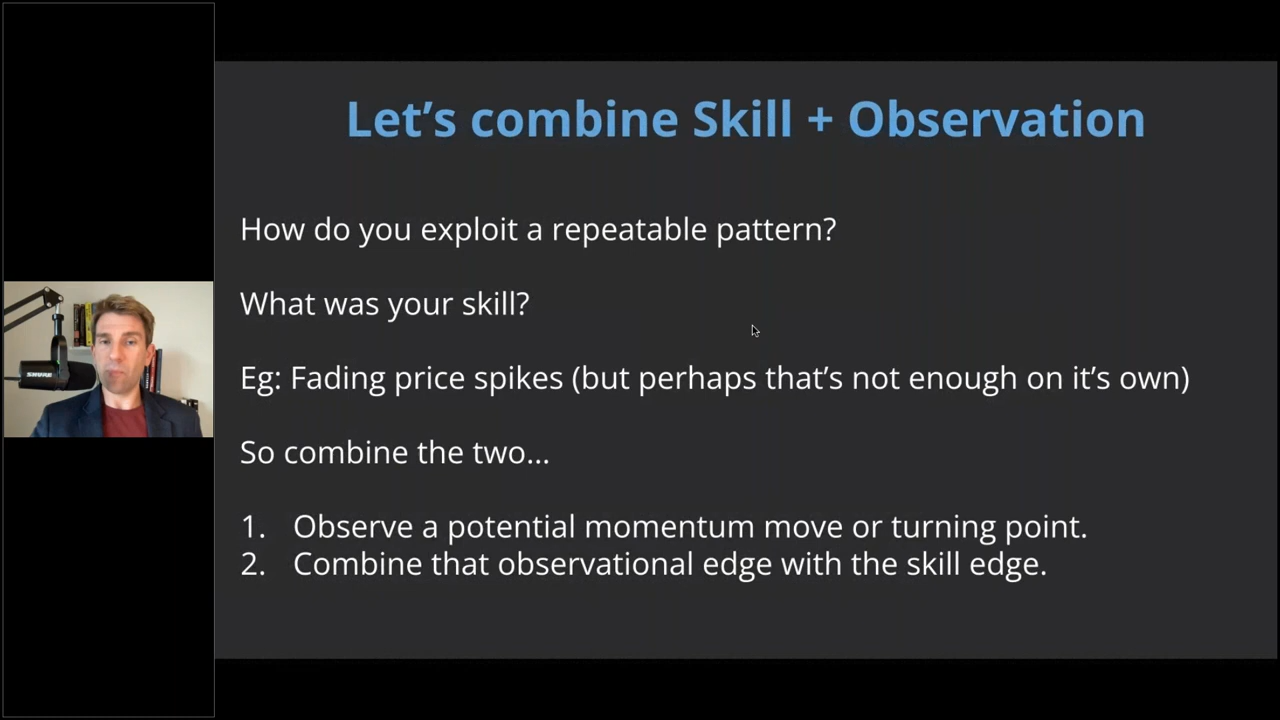 Let's combine Skill + Observation
How do you exploit a repeatable pattern?
What was your skill?
Eg: Fading price spikes (but perhaps that's not enough on it's own)
So combine the two...
1. Observe a potential momentum move or turning point.
2. Combine that observational edge with the skill edge.
SHURE